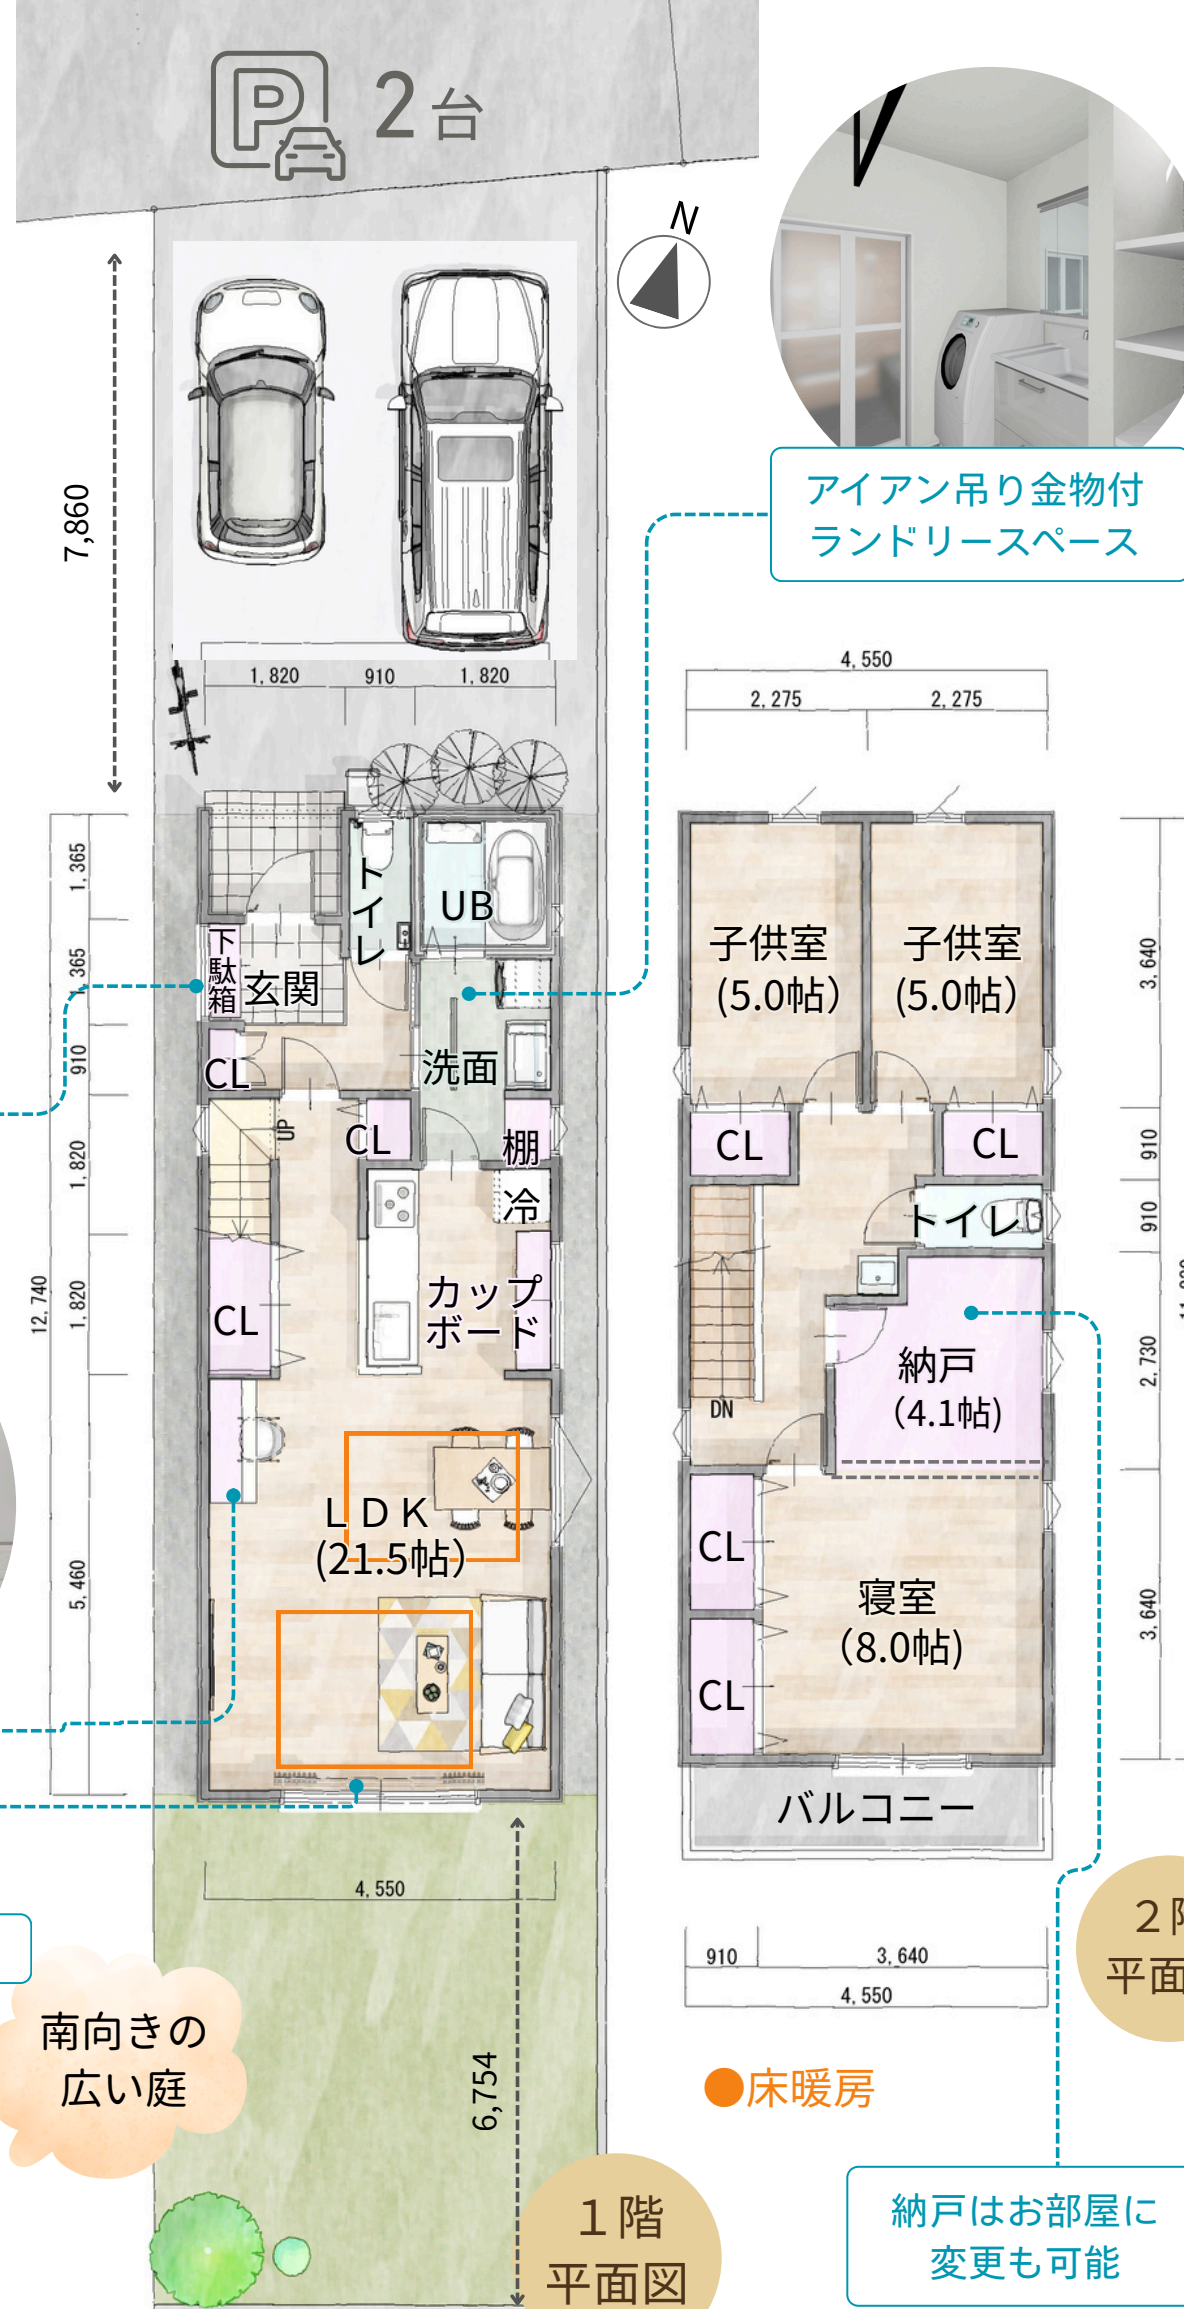 P 2台
N
アイアン吊り金物付
ランドリースペース
7,860
1,820
910
1,820
1,365
1,365
910
1,820
1,820
5,460
12,740
トイレ
UB
下駄箱
玄関
CL
洗面
UP
CL
棚
冷
カップ
ボード
CL
LDK
(21.5帖)
4,550
南向きの
広い庭
6,754
1階
平面図
4,550
2,275
2,275
子供室
(5.0帖)
子供室
(5.0帖)
CL
CL
トイレ
納戸
(4.1帖)
DN
CL
寝室
(8.0帖)
CL
バルコニー
3,640
910
910
2,730
3,640
910
3,640
4,550
2
平面
●床暖房
納戸はお部屋に
変更も可能